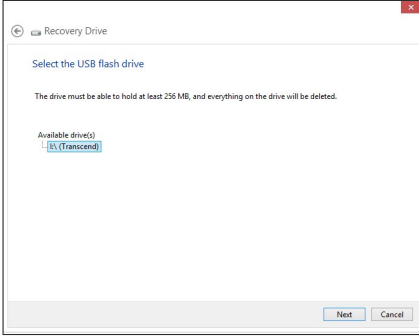 Recovery Drive
Select the USB flash drive
The drive must be able to hold at least 256 MB, and everything on the drive will be deleted.
Available drive(s)
I:\ (Transcend)
Next Cancel